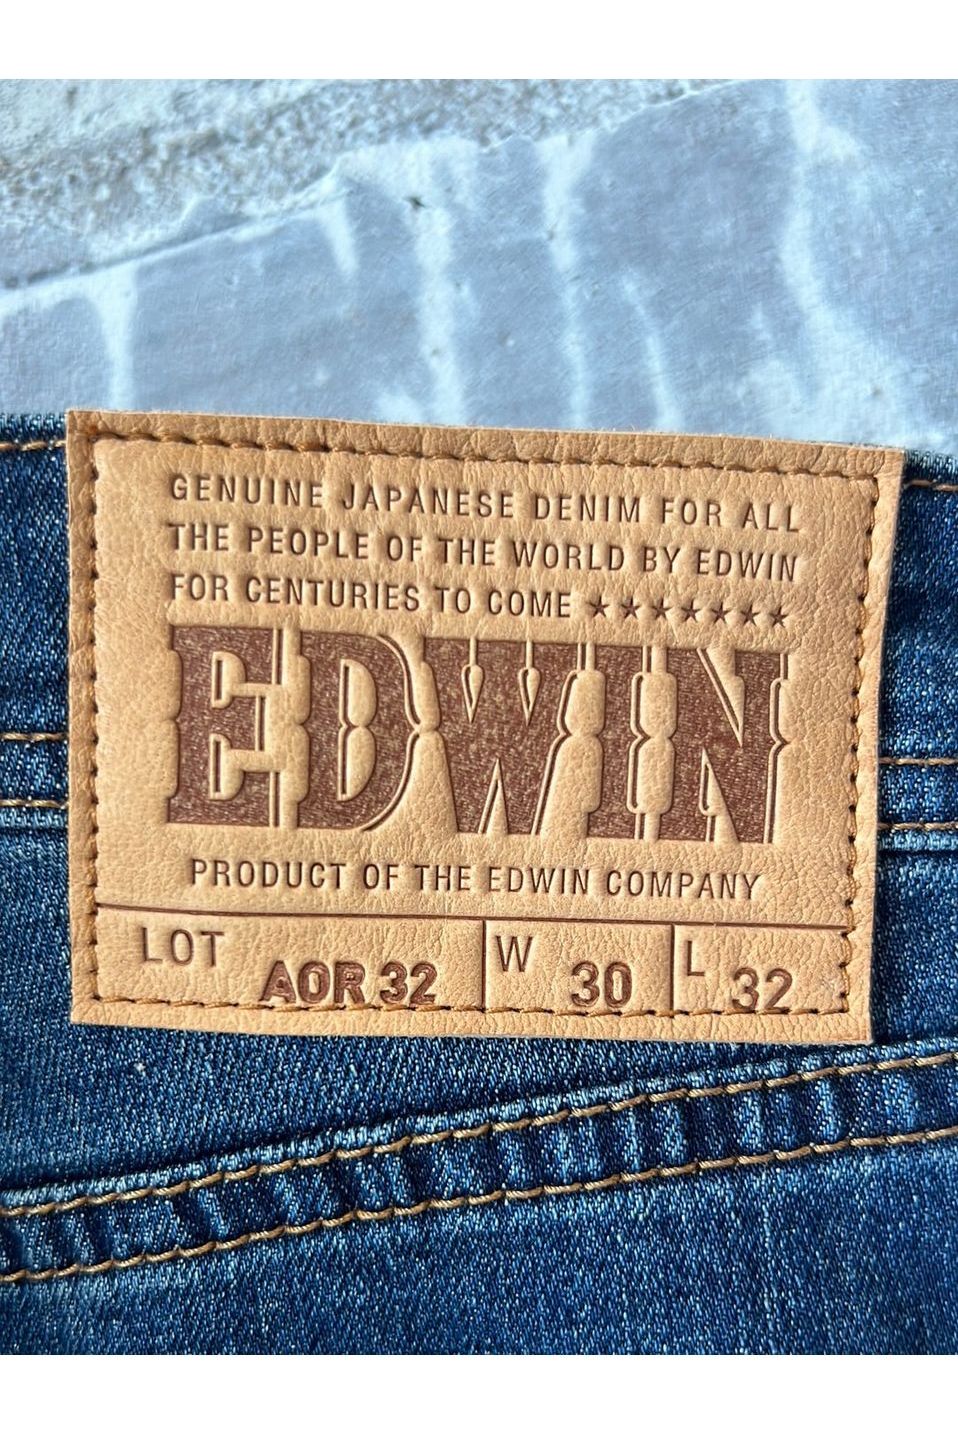 GENUINE JAPANESE DENIM FOR ALL
THE PEOPLE OF THE WORLD BY EDWIN
FOR CENTURIES TO COME ★★★★★★★
EDWIN
PRODUCT OF THE EDWIN COMPANY
LOT AOR 32 W 30 L 32